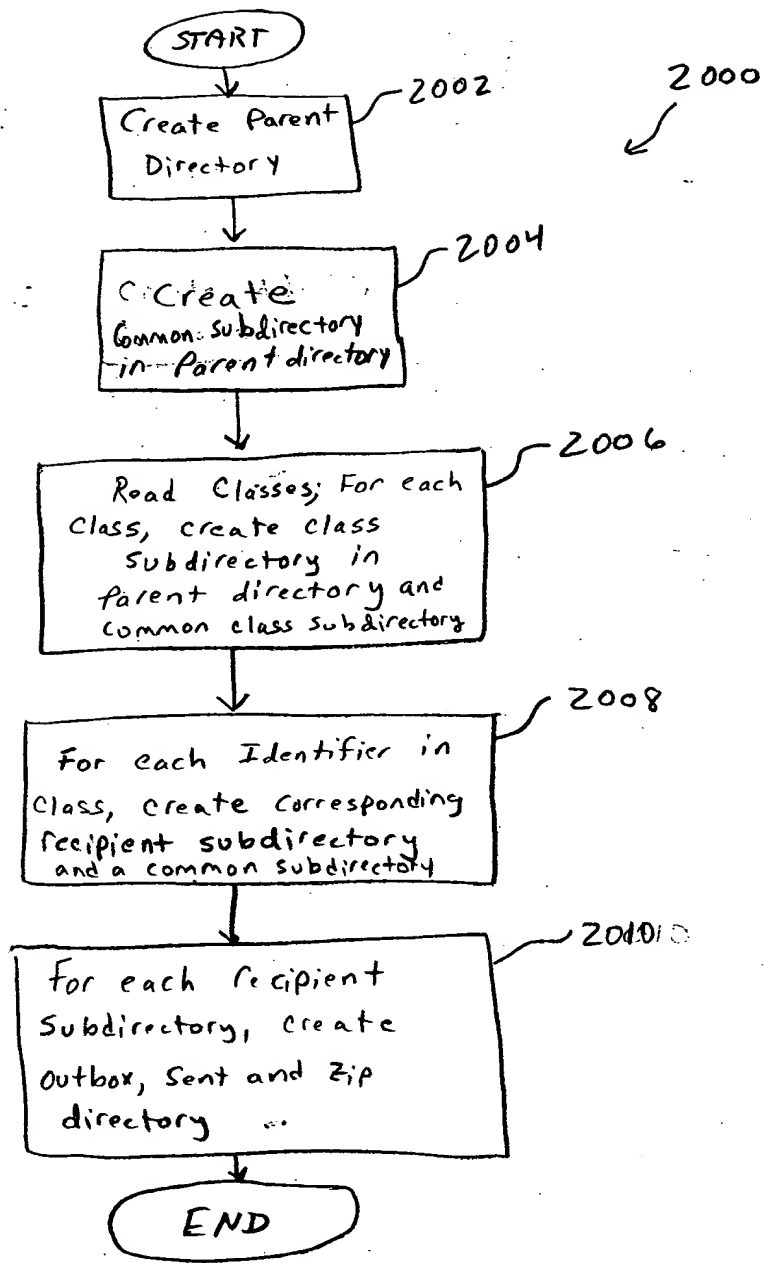 START
2000
2002
Create Parent
Directory
2004
Create
Common subdirectory
in Parent directory
2006
Read Classes; For each
Class, create class
Subdirectory in
Parent directory and
common class subdirectory
2008
For each Identifier in
Class, create corresponding
recipient subdirectory
and a common subdirectory
For each recipient
Subdirectory, create
outbox, sent and Zip
directory
END